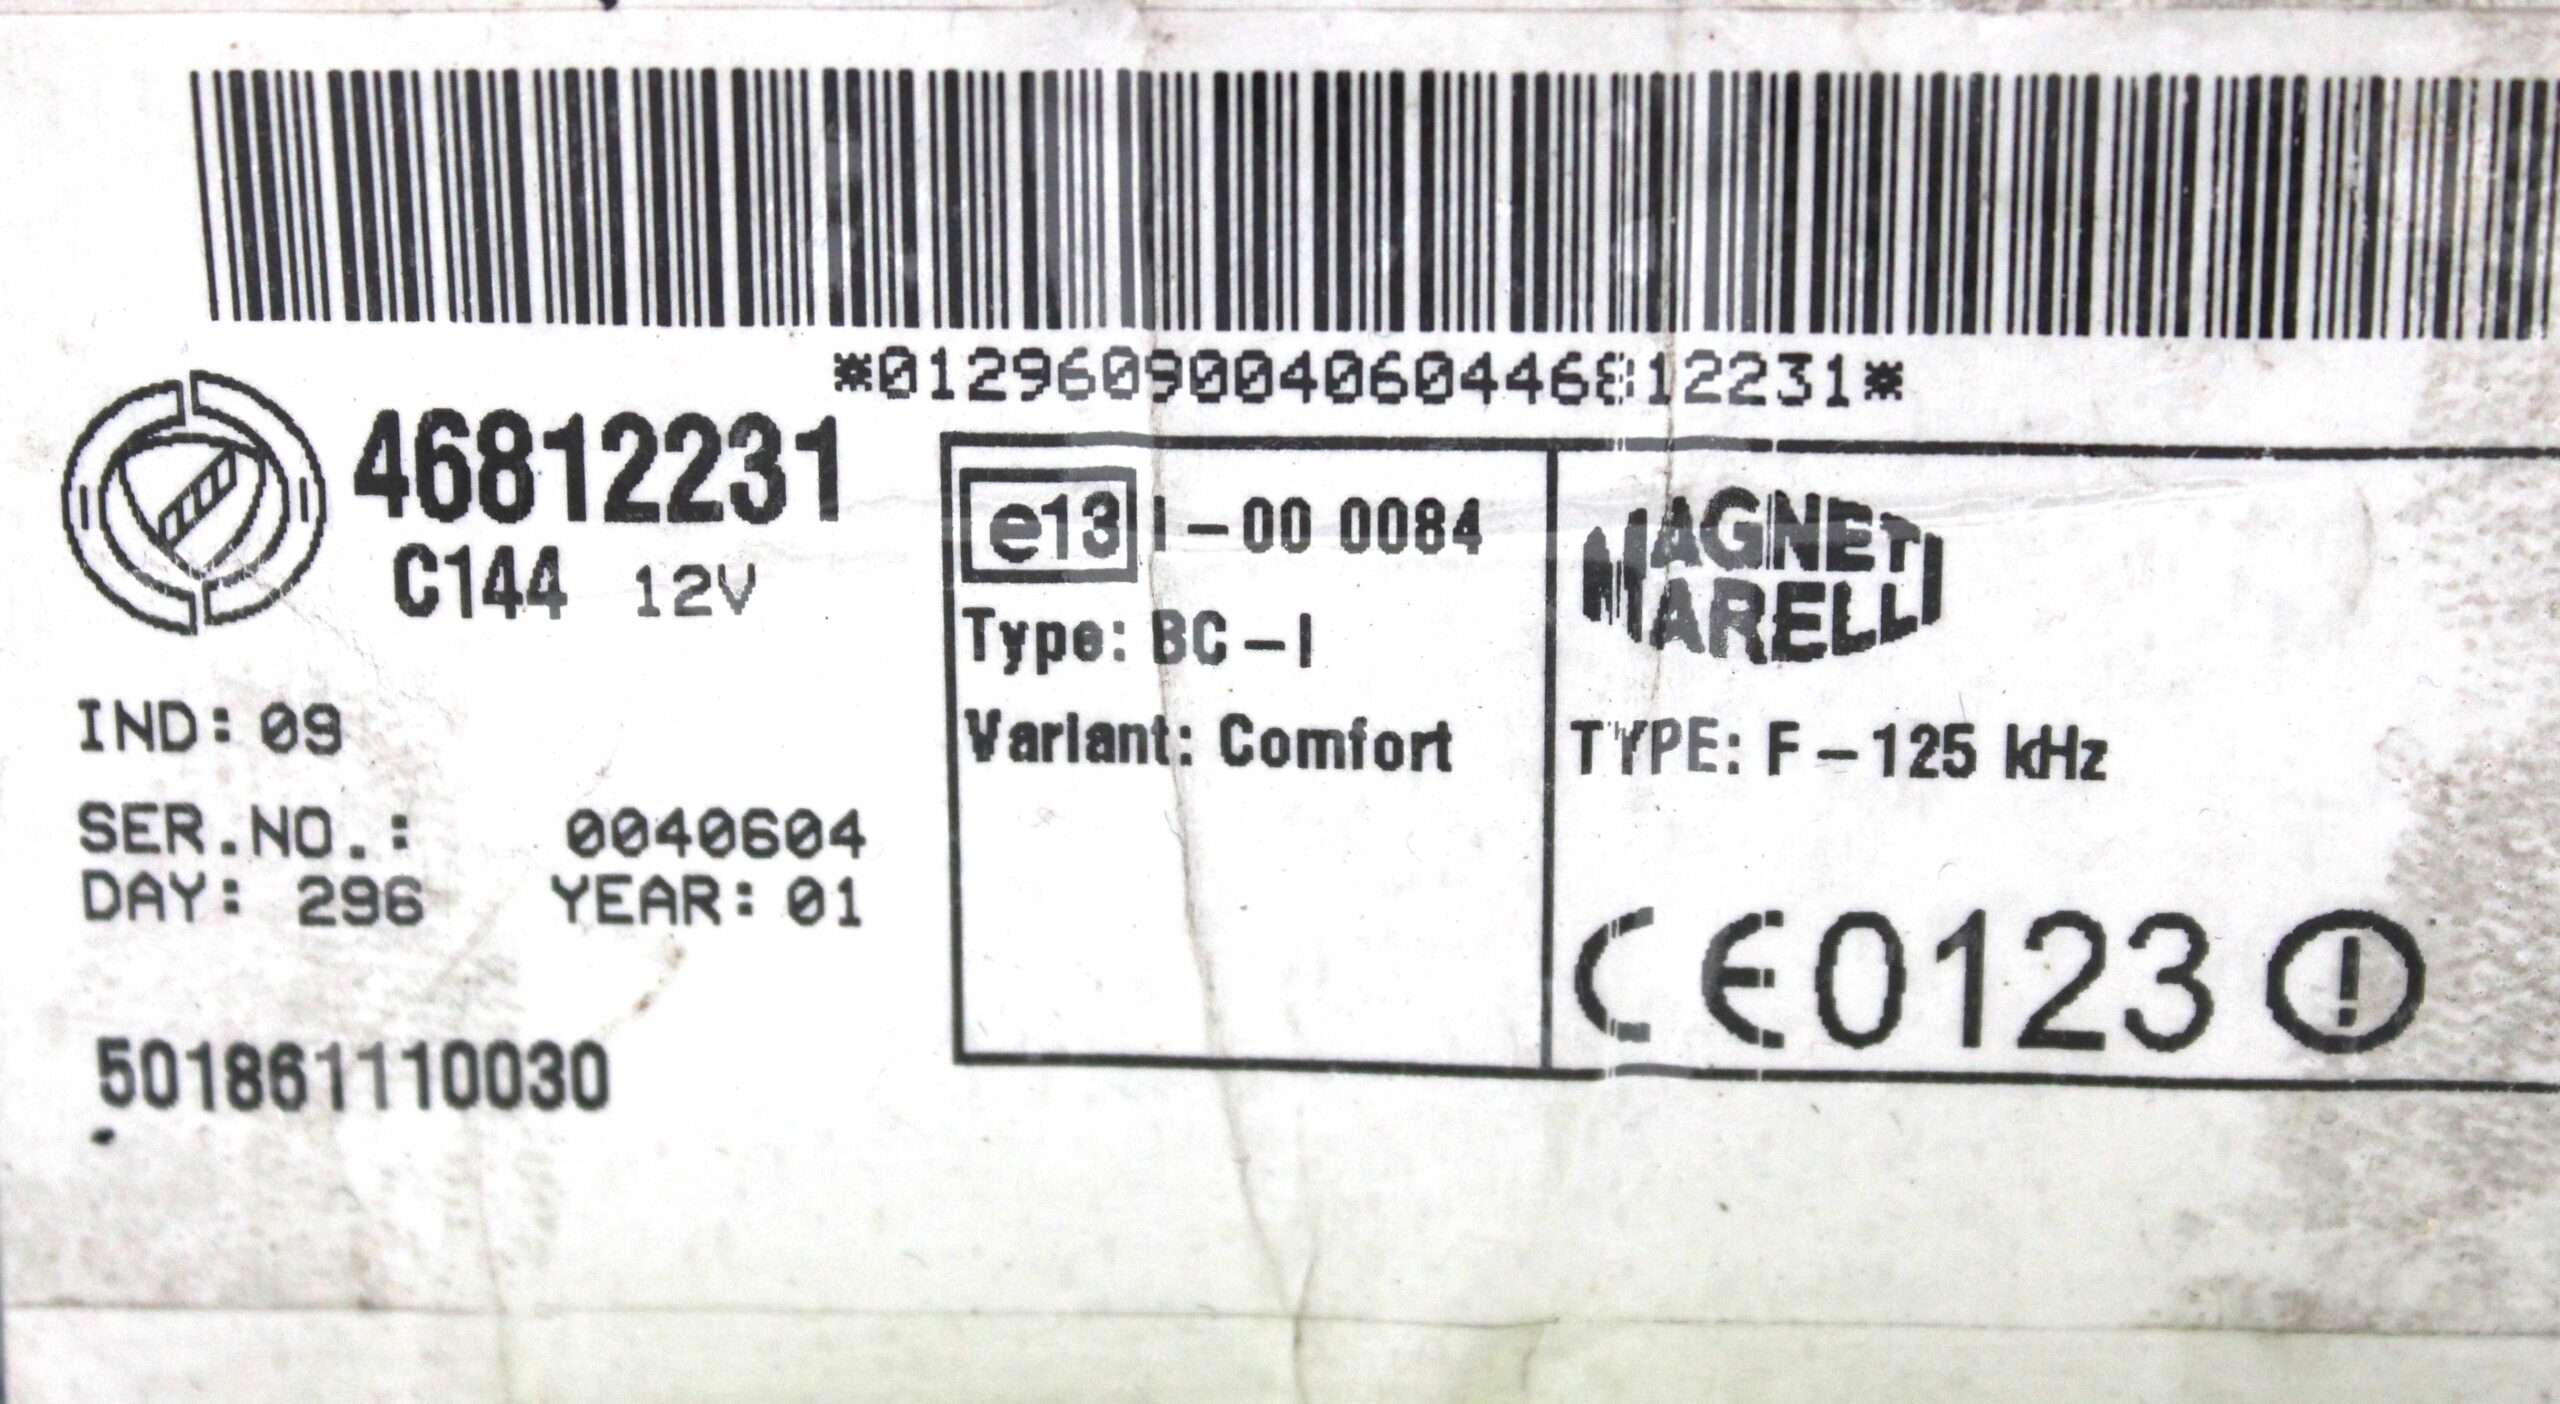 *0129609004060446812231*
46812231
C144 12V
IND: 09
SER.NO.: 0040604
DAY: 296 YEAR: 01
501861110030
e13 I-00 0084
Type: BC-I
Variant: Comfort
MAGNETI
MARELLI
TYPE: F-125 kHz
CE0123 !